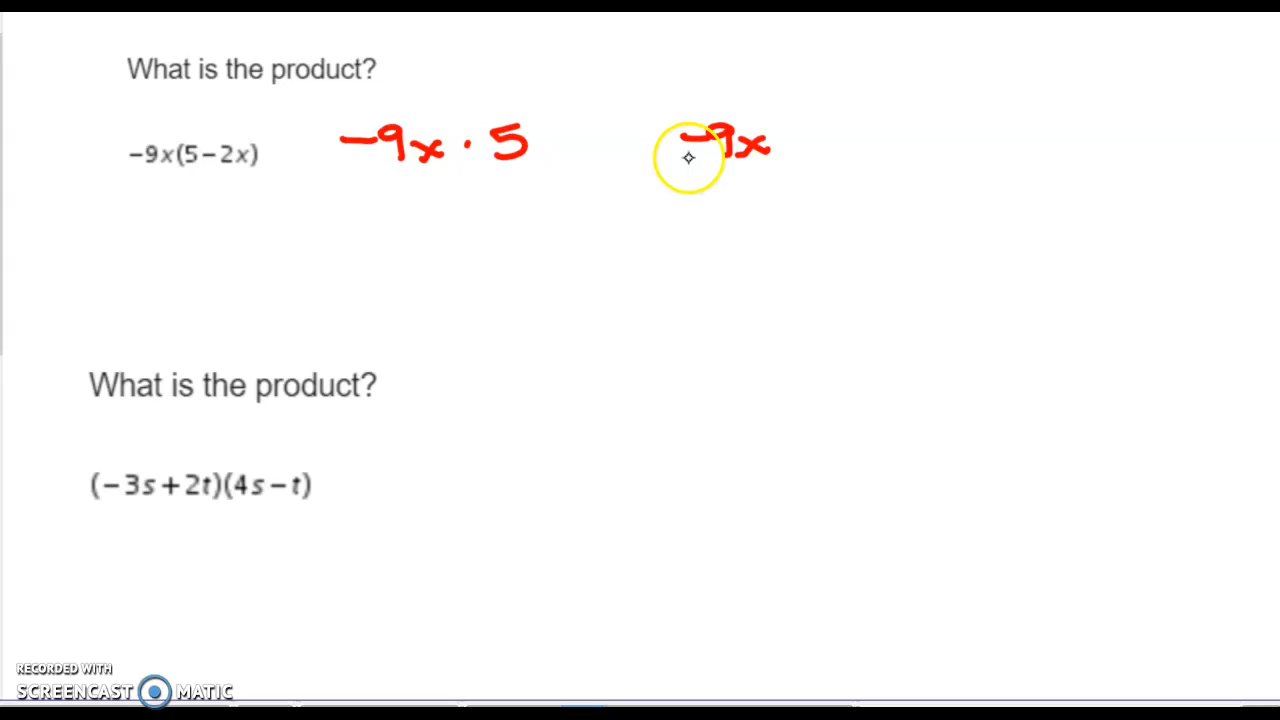 What is the product?
-9x(5-2x) -9x · 5 -9x
What is the product?
(-3s+2t)(4s-t)
RECORDED WITH
SCREENCAST MATIC